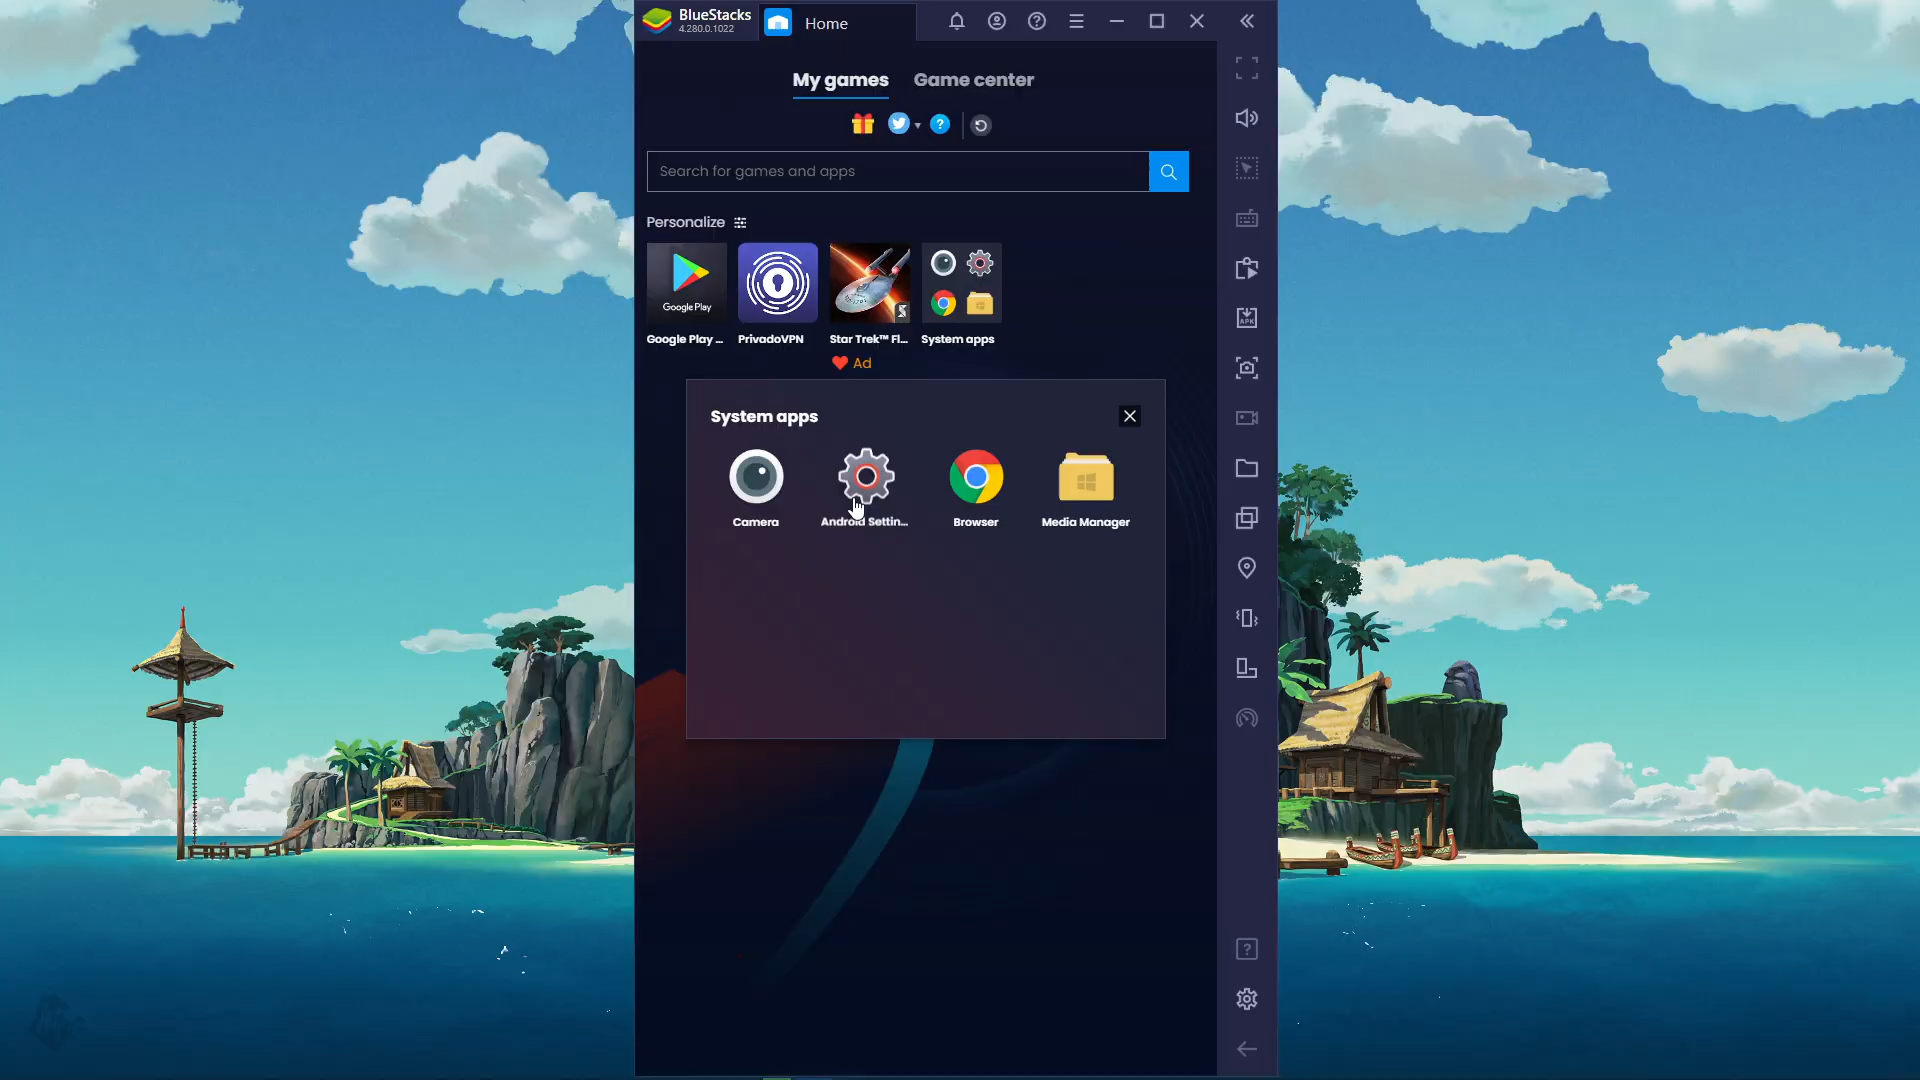 BlueStacks
4.280.0.1022
Home
My games
Game center
Search for games and apps
Personalize
Google Play
Google Play ...
PrivadoVPN
Star Trek™ Fl...
System apps
Ad
System apps
Camera
Android Settin...
Browser
Media Manager
APK